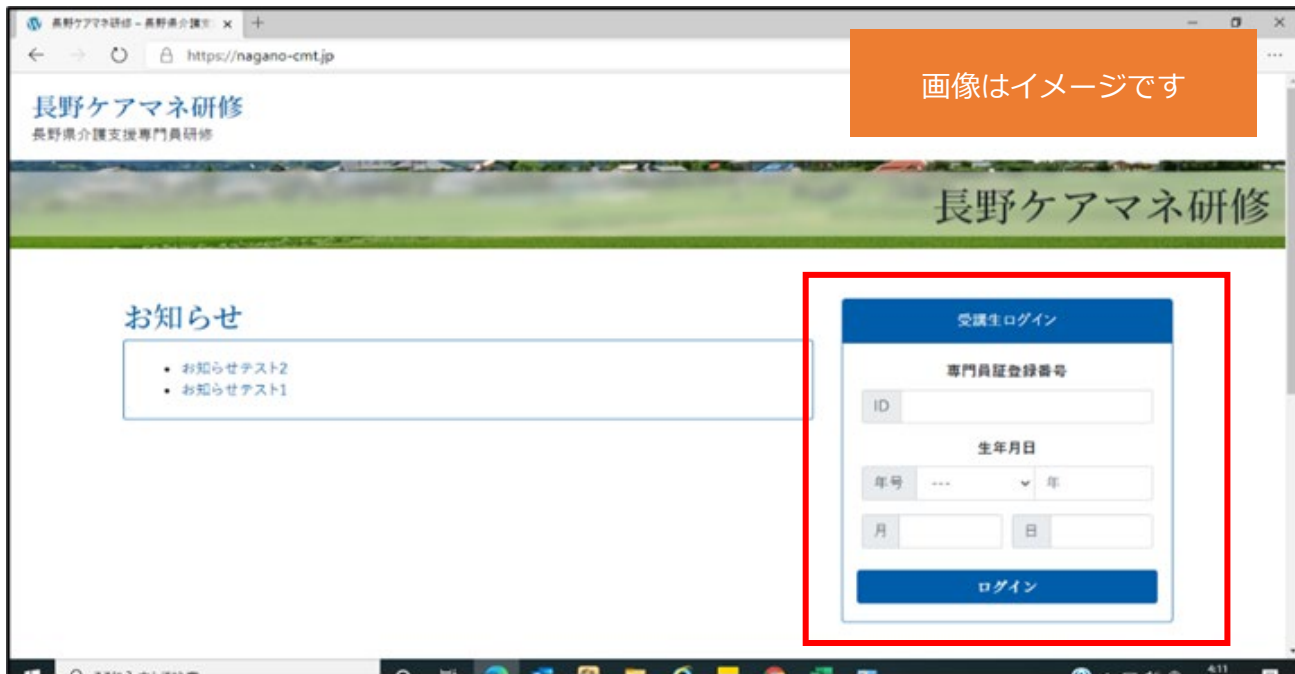 長野ケアマネ研修 – 長野県介護支
https://nagano-cmt.jp
画像はイメージです
長野ケアマネ研修
長野県介護支援専門員研修
長野ケアマネ研修
お知らせ
お知らせテスト2
お知らせテスト1
受講生ログイン
専門員証登録番号
ID
生年月日
年号 --- 年
月 日
ログイン
4:11